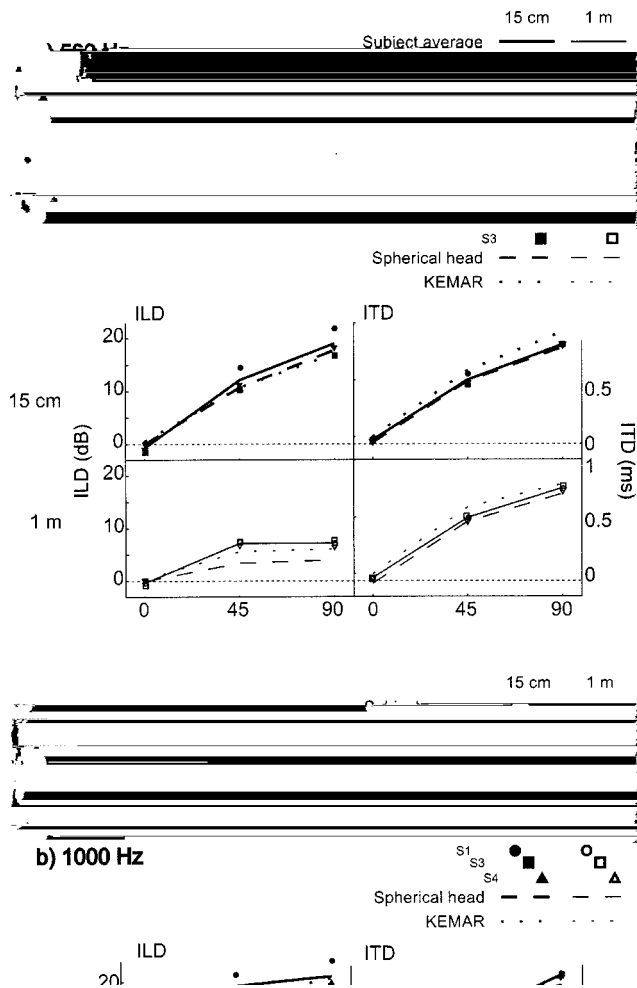 15 cm 1 m
Subject average
S3
Spherical head
KEMAR
ILD ITD
20
10
0
15 cm
ILD (dB)
0.5
0
ITD (ms)
1 m
20
10
0
1
0.5
0
0 45 90 0 45 90
15 cm 1 m
b) 1000 Hz
S1
S3
S4
Spherical head
KEMAR
ILD ITD
20